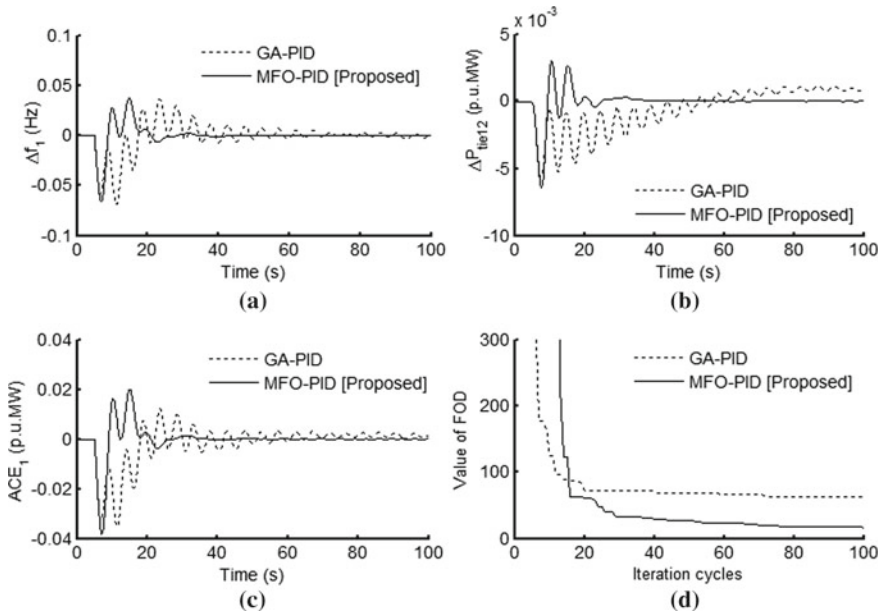 0.1
0.05
0
-0.05
-0.1
Δf1 (Hz)
GA-PID
MFO-PID [Proposed]
0 20 40 60 80 100
Time (s)
(a)
5 x 10-3
0
-5
-10
ΔPtie12 (p.u.MW)
GA-PID
MFO-PID [Proposed]
0 20 40 60 80 100
Time (s)
(b)
0.04
0.02
0
-0.02
-0.04
ACE1 (p.u.MW)
GA-PID
MFO-PID [Proposed]
0 20 40 60 80 100
Time (s)
(c)
300
200
100
0
Value of FOD
GA-PID
MFO-PID [Proposed]
0 20 40 60 80 100
Iteration cycles
(d)